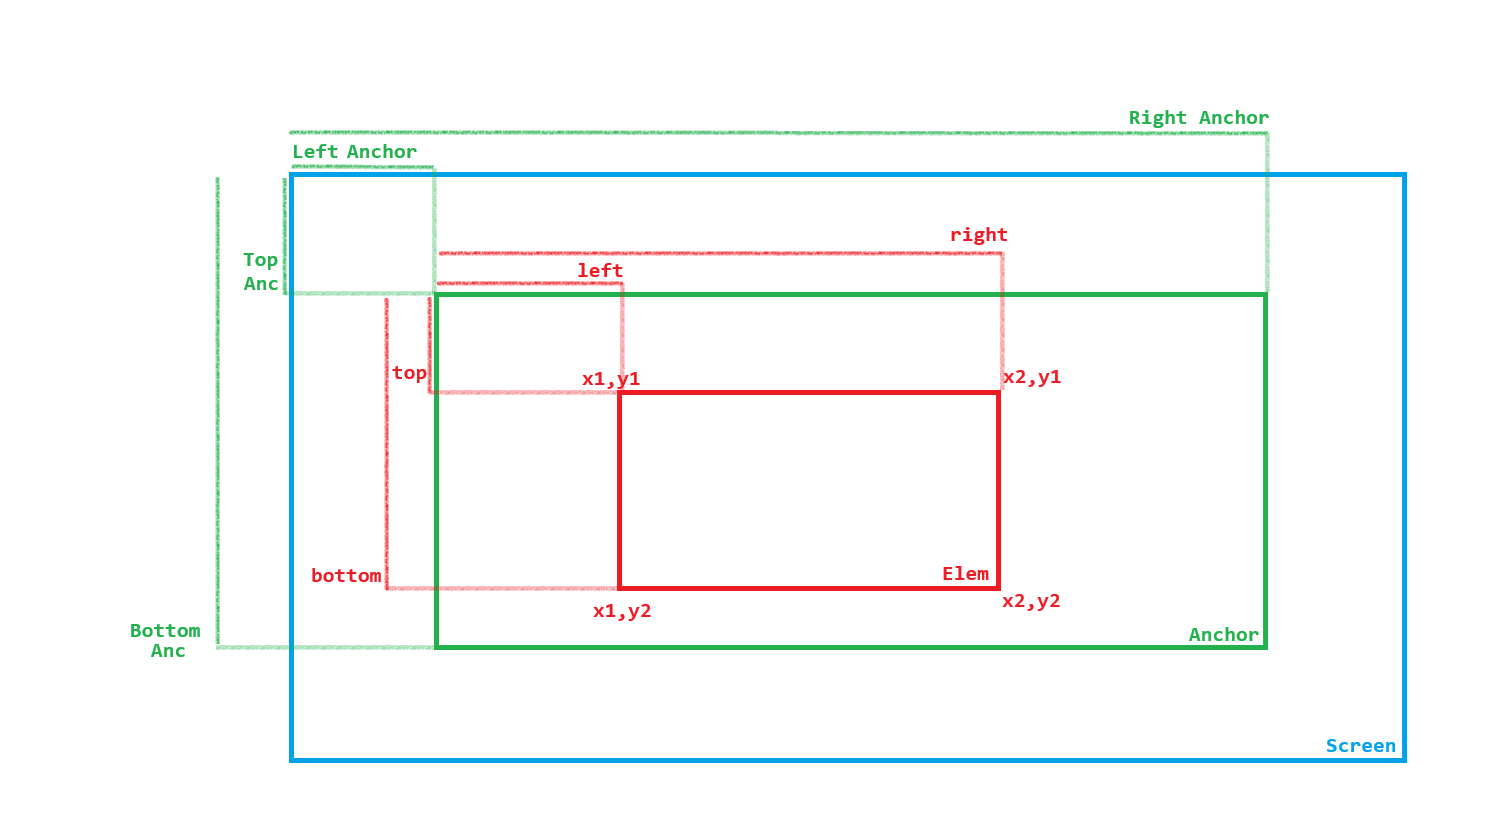 Right Anchor
Left Anchor
right
Top
Anc
left
top
x1,y1
x2,y1
bottom
Elem
x1,y2
x2,y2
Bottom
Anc
Anchor
Screen